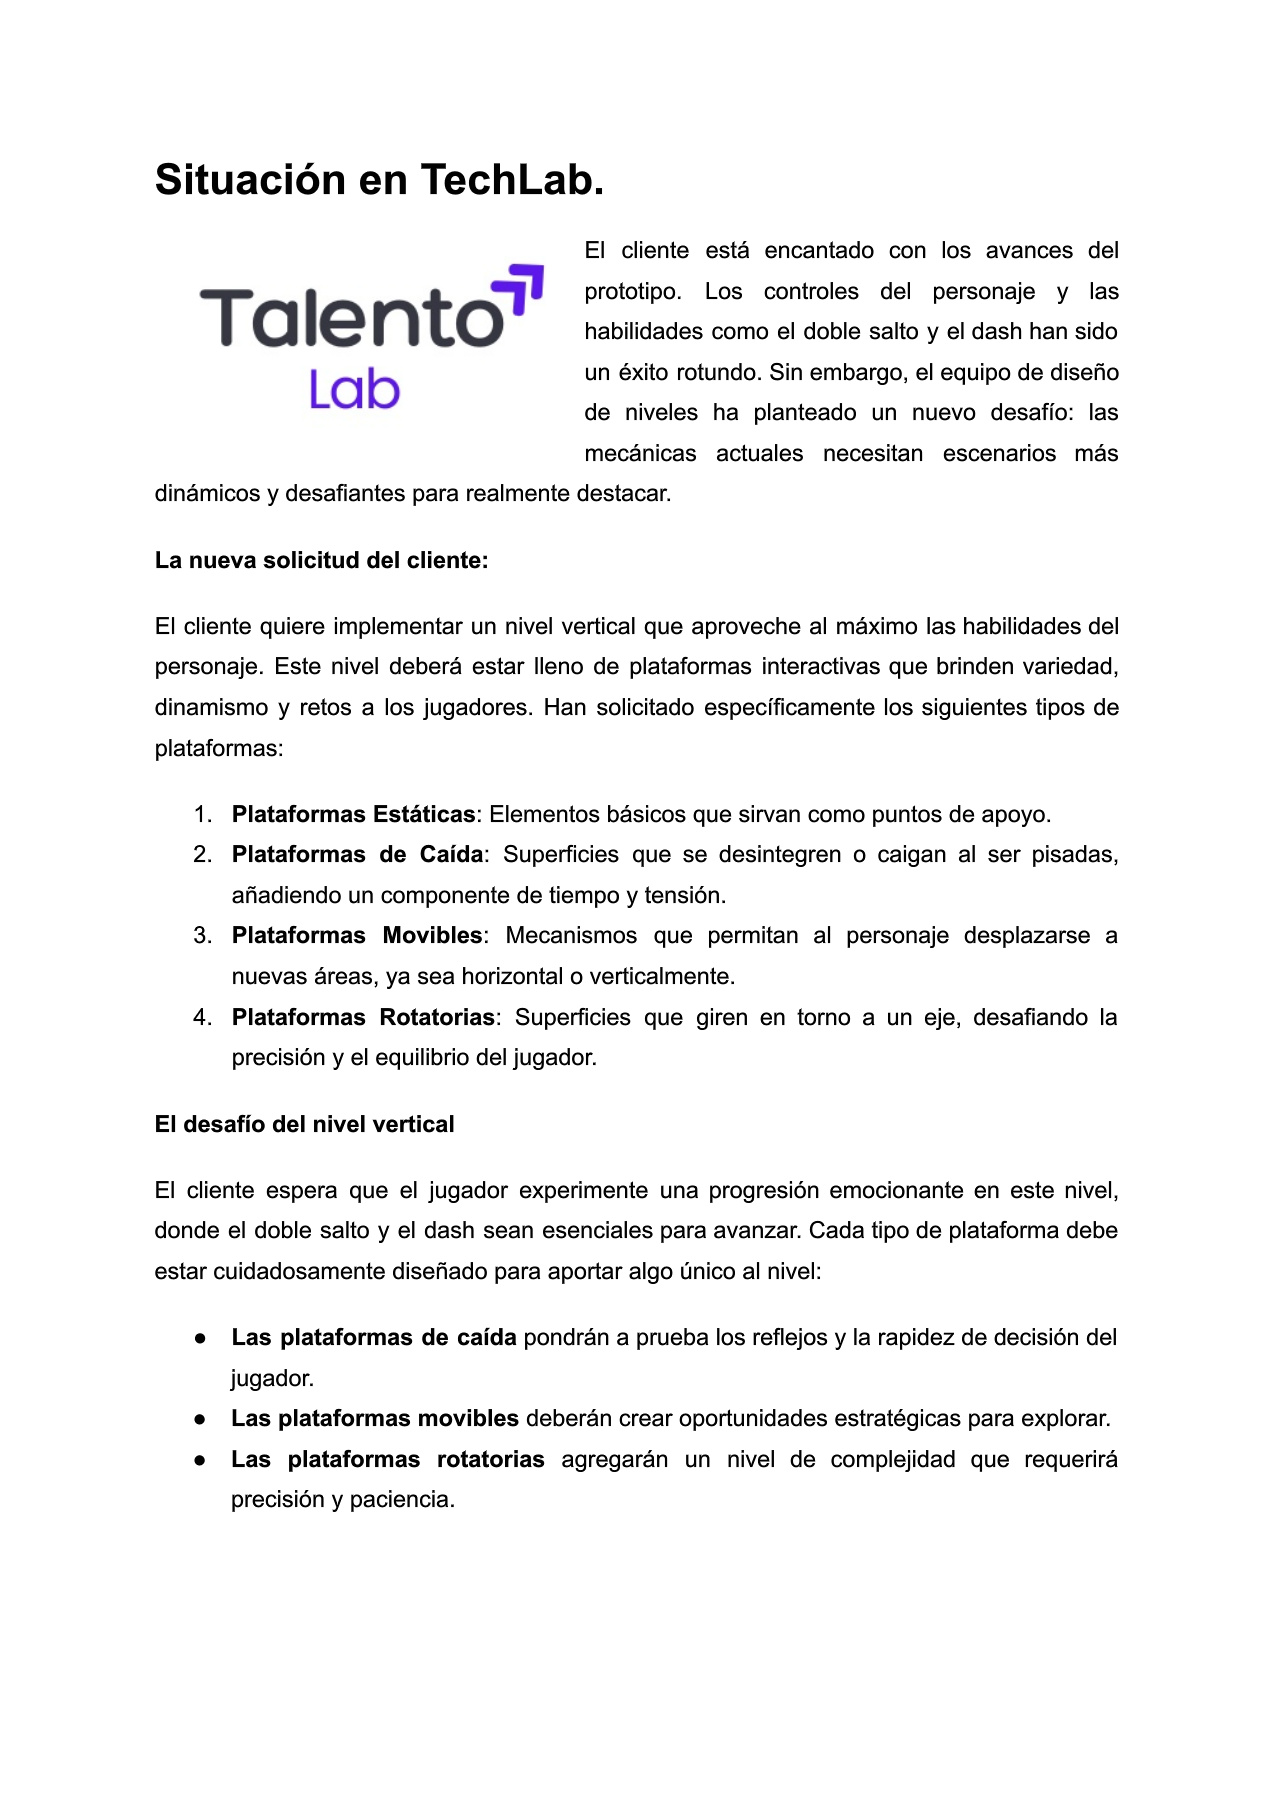 Situación en TechLab.
Talento
Lab
El cliente está encantado con los avances del
prototipo. Los controles del personaje y las
habilidades como el doble salto y el dash han sido
un éxito rotundo. Sin embargo, el equipo de diseño
de niveles ha planteado un nuevo desafío: las
mecánicas actuales necesitan escenarios más
dinámicos y desafiantes para realmente destacar.
La nueva solicitud del cliente:
El cliente quiere implementar un nivel vertical que aproveche al máximo las habilidades del
personaje. Este nivel deberá estar lleno de plataformas interactivas que brinden variedad,
dinamismo y retos a los jugadores. Han solicitado específicamente los siguientes tipos de
plataformas:
1. Plataformas Estáticas: Elementos básicos que sirvan como puntos de apoyo.
2. Plataformas de Caída: Superficies que se desintegren o caigan al ser pisadas,
añadiendo un componente de tiempo y tensión.
3. Plataformas Movibles: Mecanismos que permitan al personaje desplazarse a
nuevas áreas, ya sea horizontal o verticalmente.
4. Plataformas Rotatorias: Superficies que giren en torno a un eje, desafiando la
precisión y el equilibrio del jugador.
El desafío del nivel vertical
El cliente espera que el jugador experimente una progresión emocionante en este nivel,
donde el doble salto y el dash sean esenciales para avanzar. Cada tipo de plataforma debe
estar cuidadosamente diseñado para aportar algo único al nivel:
● Las plataformas de caída pondrán a prueba los reflejos y la rapidez de decisión del
jugador.
● Las plataformas movibles deberán crear oportunidades estratégicas para explorar.
● Las plataformas rotatorias agregarán un nivel de complejidad que requerirá
precisión y paciencia.